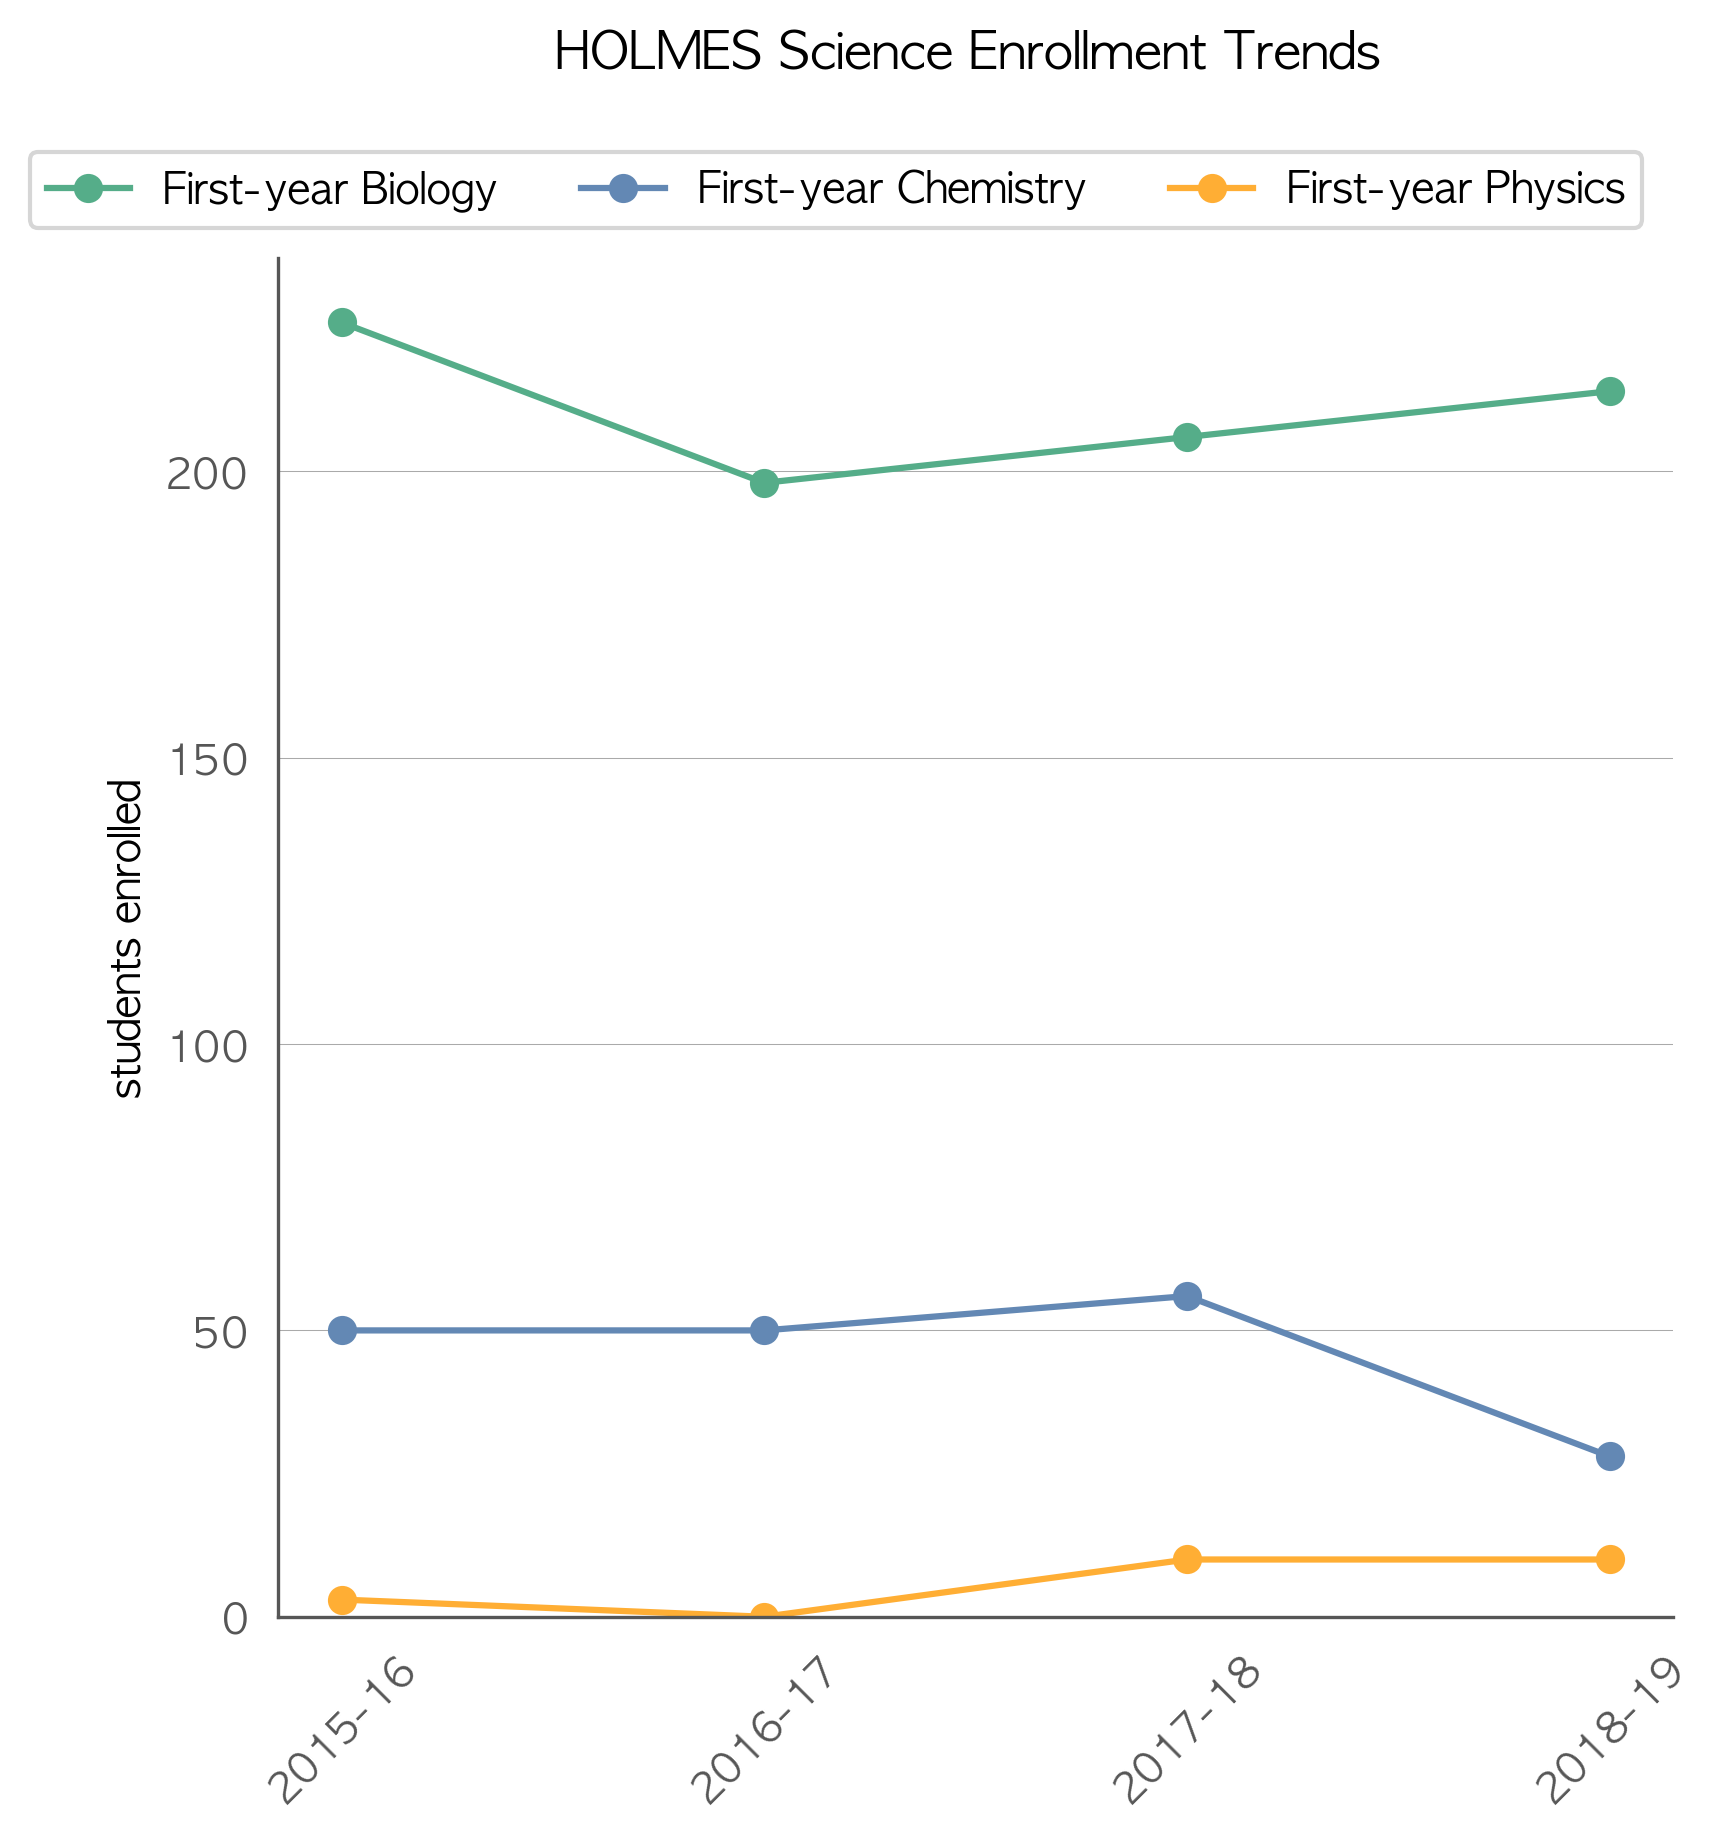 HOLMES Science Enrollment Trends
First-year Biology
First-year Chemistry
First-year Physics
students enrolled
200
150
100
50
0
2015-16
2016-17
2017-18
2018-19